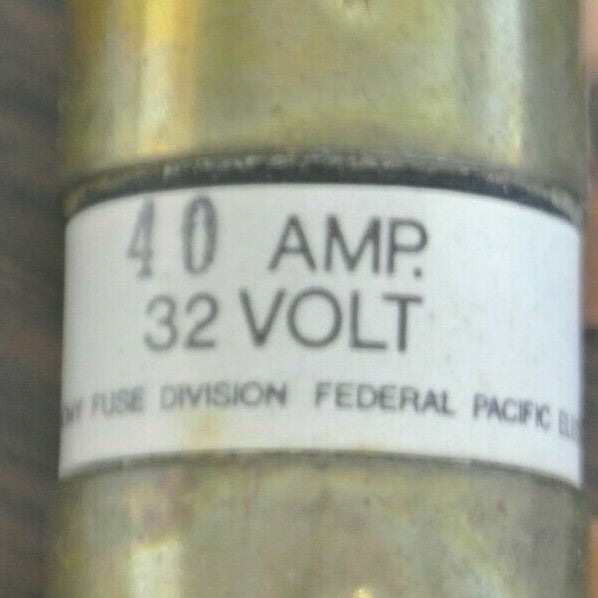 40 AMP.
32 VOLT
FUSE DIVISION FEDERAL PACIFIC